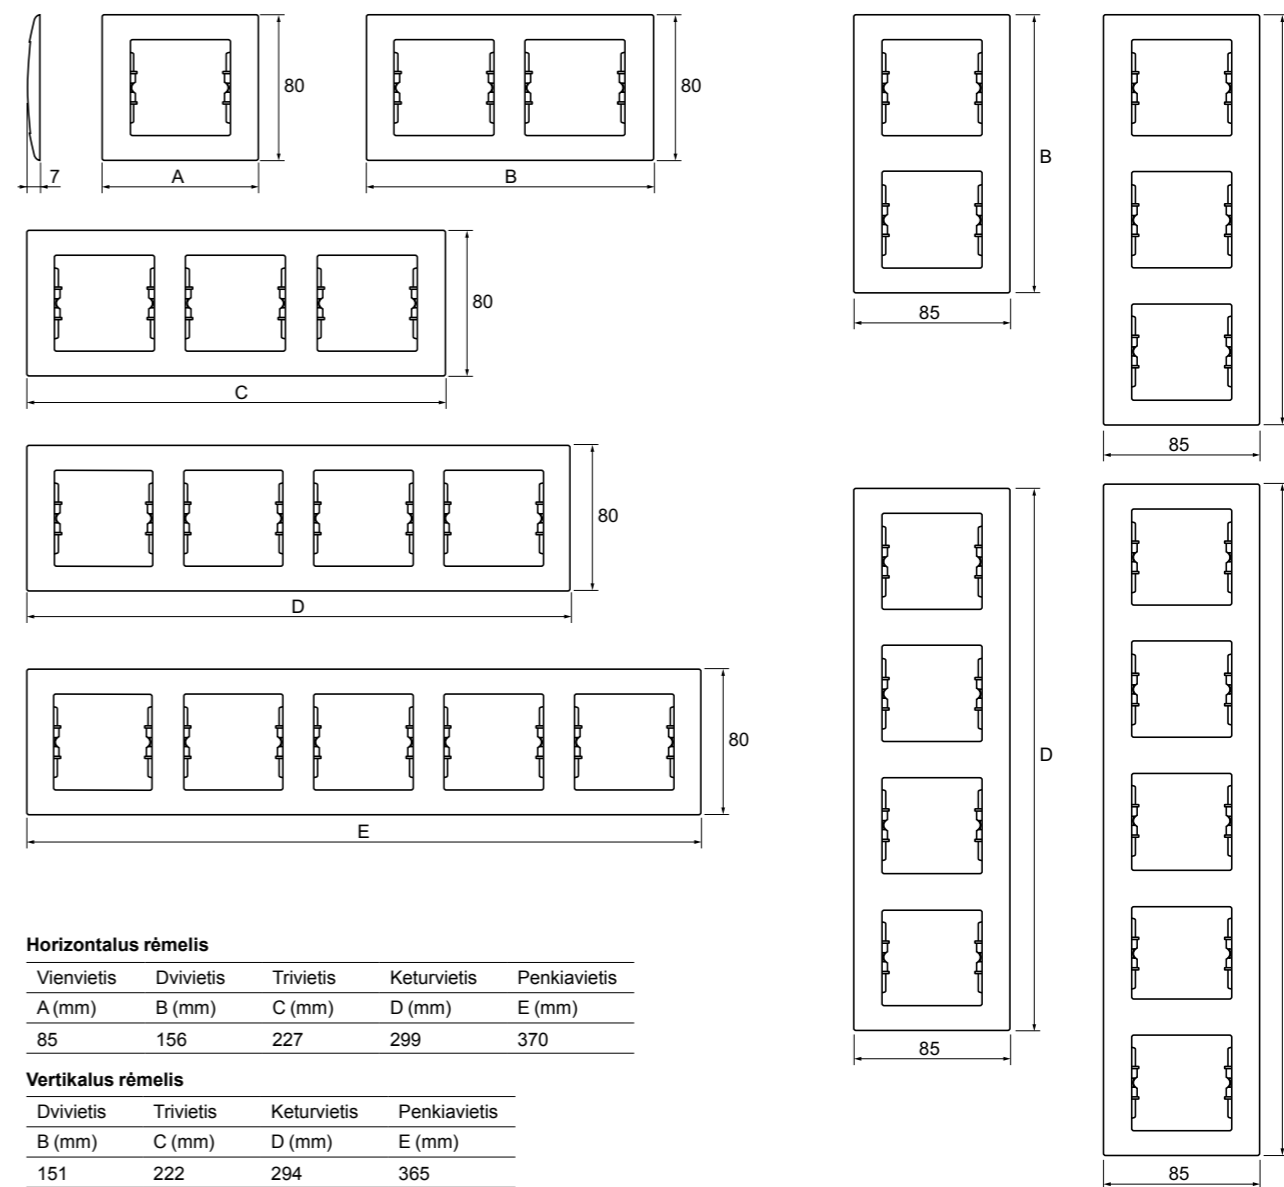 80
7
A
80
B
80
C
80
D
80
E
B
85
85
D
85
85
Horizontalus rėmelis
Vienvietis Dvivietis Trivietis Keturvietis Penkiavietis
A (mm) B (mm) C (mm) D (mm) E (mm)
85 156 227 299 370
Vertikalus rėmelis
Dvivietis Trivietis Keturvietis Penkiavietis
B (mm) C (mm) D (mm) E (mm)
151 222 294 365